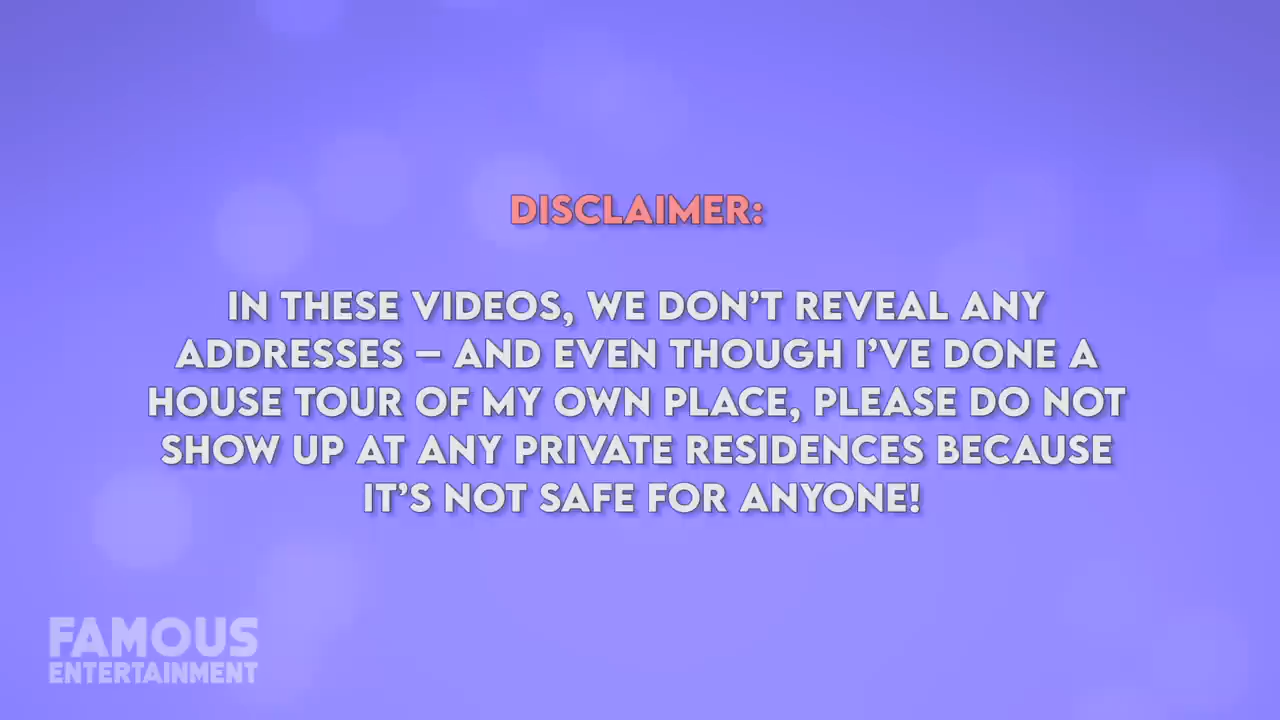 DISCLAIMER:
IN THESE VIDEOS, WE DON'T REVEAL ANY
ADDRESSES – AND EVEN THOUGH I'VE DONE A
HOUSE TOUR OF MY OWN PLACE, PLEASE DO NOT
SHOW UP AT ANY PRIVATE RESIDENCES BECAUSE
IT'S NOT SAFE FOR ANYONE!
FAMOUS
ENTERTAINMENT